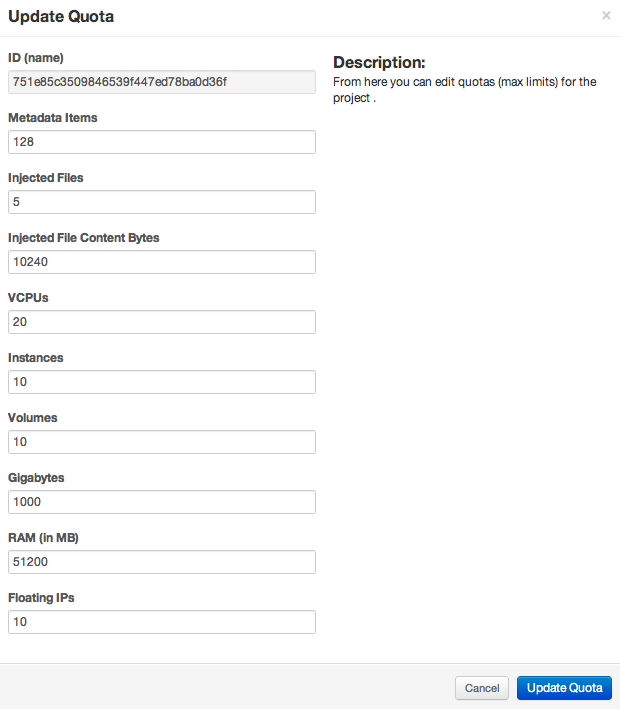 Update Quota
×
ID (name)
751e85c3509846539f447ed78ba0d36f
Metadata Items
128
Injected Files
5
Injected File Content Bytes
10240
VCPUs
20
Instances
10
Volumes
10
Gigabytes
1000
RAM (in MB)
51200
Floating IPs
10
Description:
From here you can edit quotas (max limits) for the
project .
Cancel
Update Quota